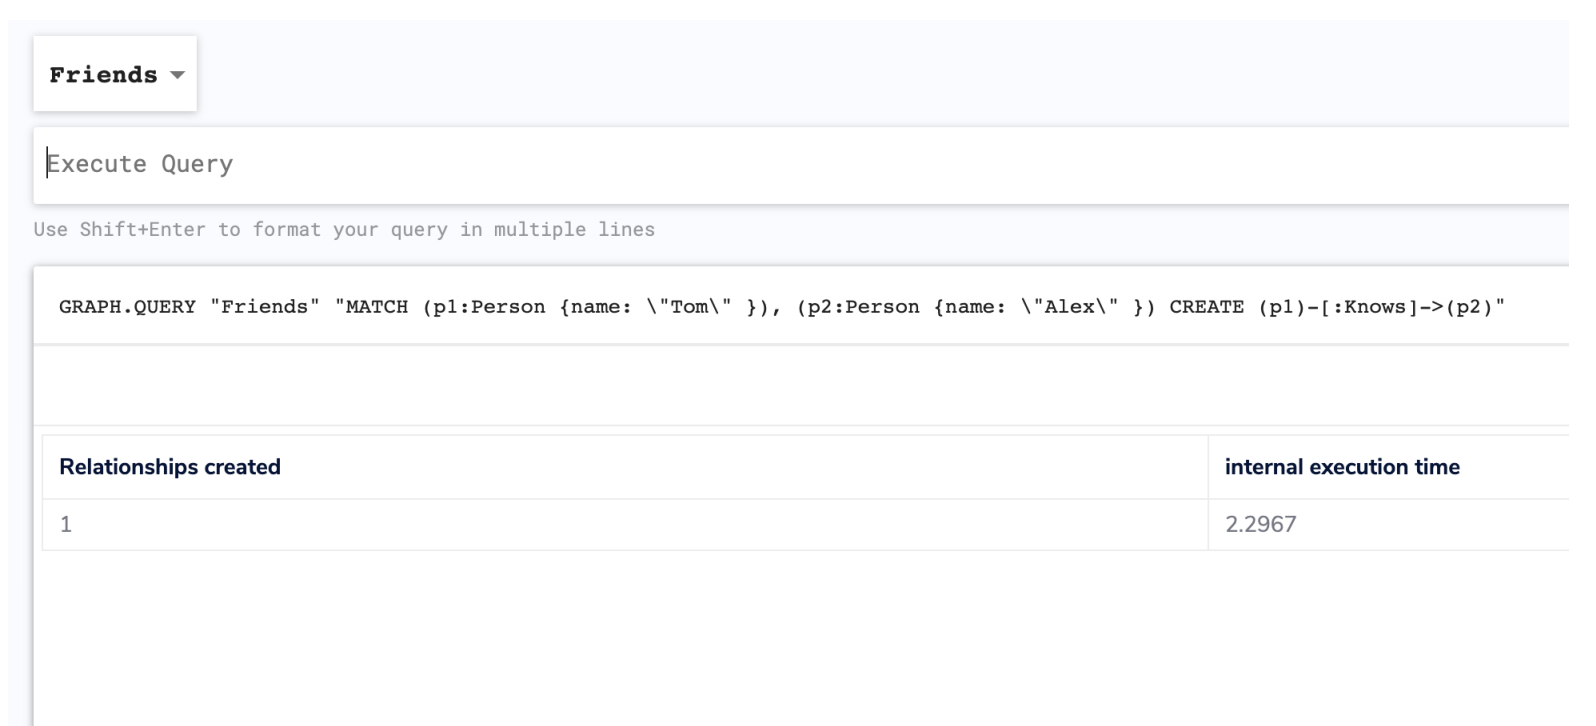 Friends
Execute Query
Use Shift+Enter to format your query in multiple lines
GRAPH.QUERY "Friends" "MATCH (p1:Person {name: \"Tom\" }), (p2:Person {name: \"Alex\" }) CREATE (p1)-[:Knows]->(p2)"
Relationships created internal execution time
1 2.2967